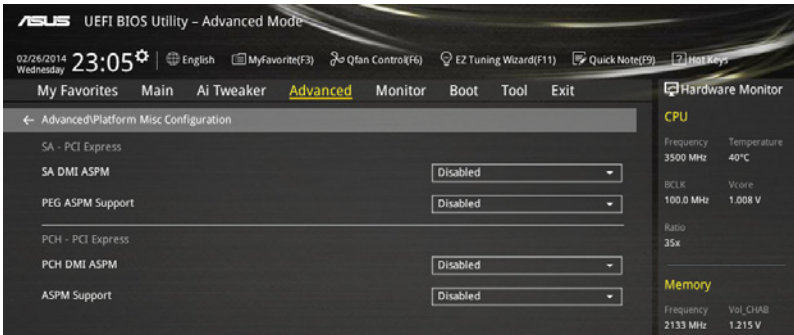 ASUS UEFI BIOS Utility – Advanced Mode
02/26/2014
Wednesday
23:05
English
MyFavorite(F3)
Qfan Control(F6)
EZ Tuning Wizard(F11)
Quick Note(F9)
? Hot Keys
My Favorites Main Ai Tweaker Advanced Monitor Boot Tool Exit
← Advanced\Platform Misc Configuration
SA - PCI Express
SA DMI ASPM Disabled
PEG ASPM Support Disabled
PCH - PCI Express
PCH DMI ASPM Disabled
ASPM Support Disabled
Hardware Monitor
CPU
Frequency Temperature
3500 MHz 40°C
BCLK Vcore
100.0 MHz 1.008 V
Ratio
35x
Memory
Frequency Vol_CHAB
2133 MHz 1.215 V